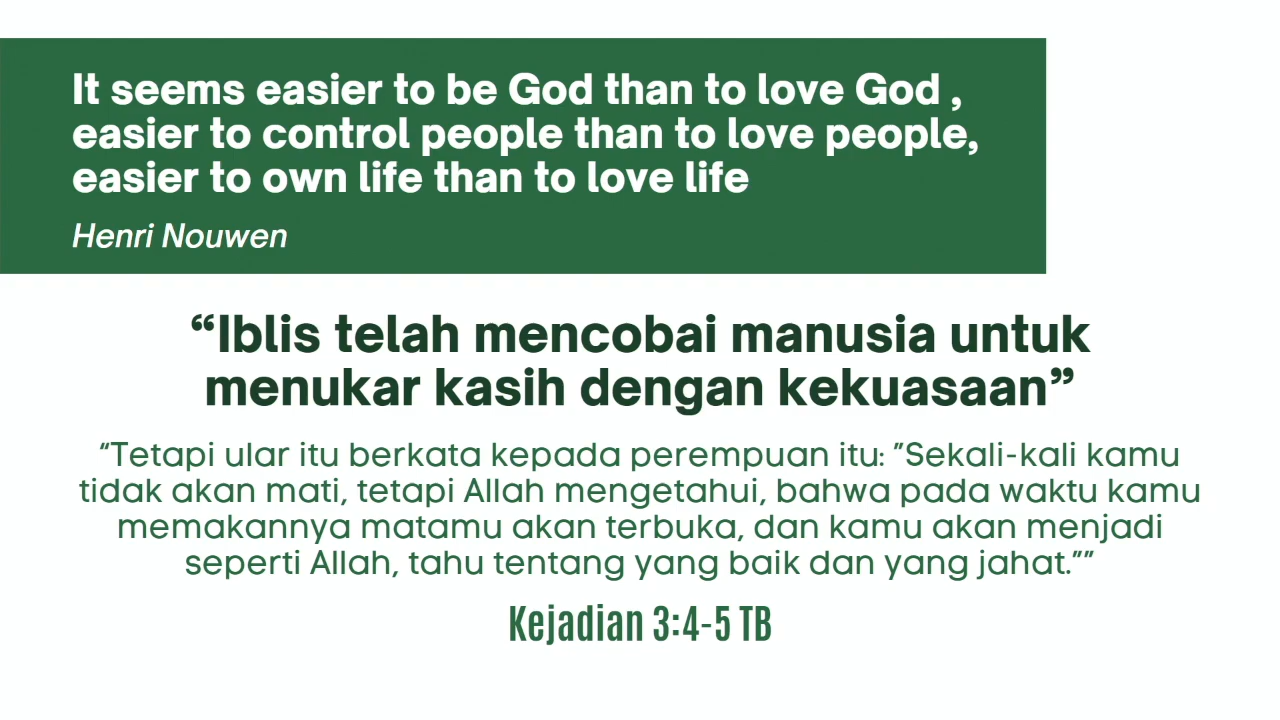 It seems easier to be God than to love God ,
easier to control people than to love people,
easier to own life than to love life
Henri Nouwen
“Iblis telah mencobai manusia untuk
menukar kasih dengan kekuasaan”
“Tetapi ular itu berkata kepada perempuan itu: ”Sekali-kali kamu
tidak akan mati, tetapi Allah mengetahui, bahwa pada waktu kamu
memakannya matamu akan terbuka, dan kamu akan menjadi
seperti Allah, tahu tentang yang baik dan yang jahat.””
Kejadian 3:4-5 TB